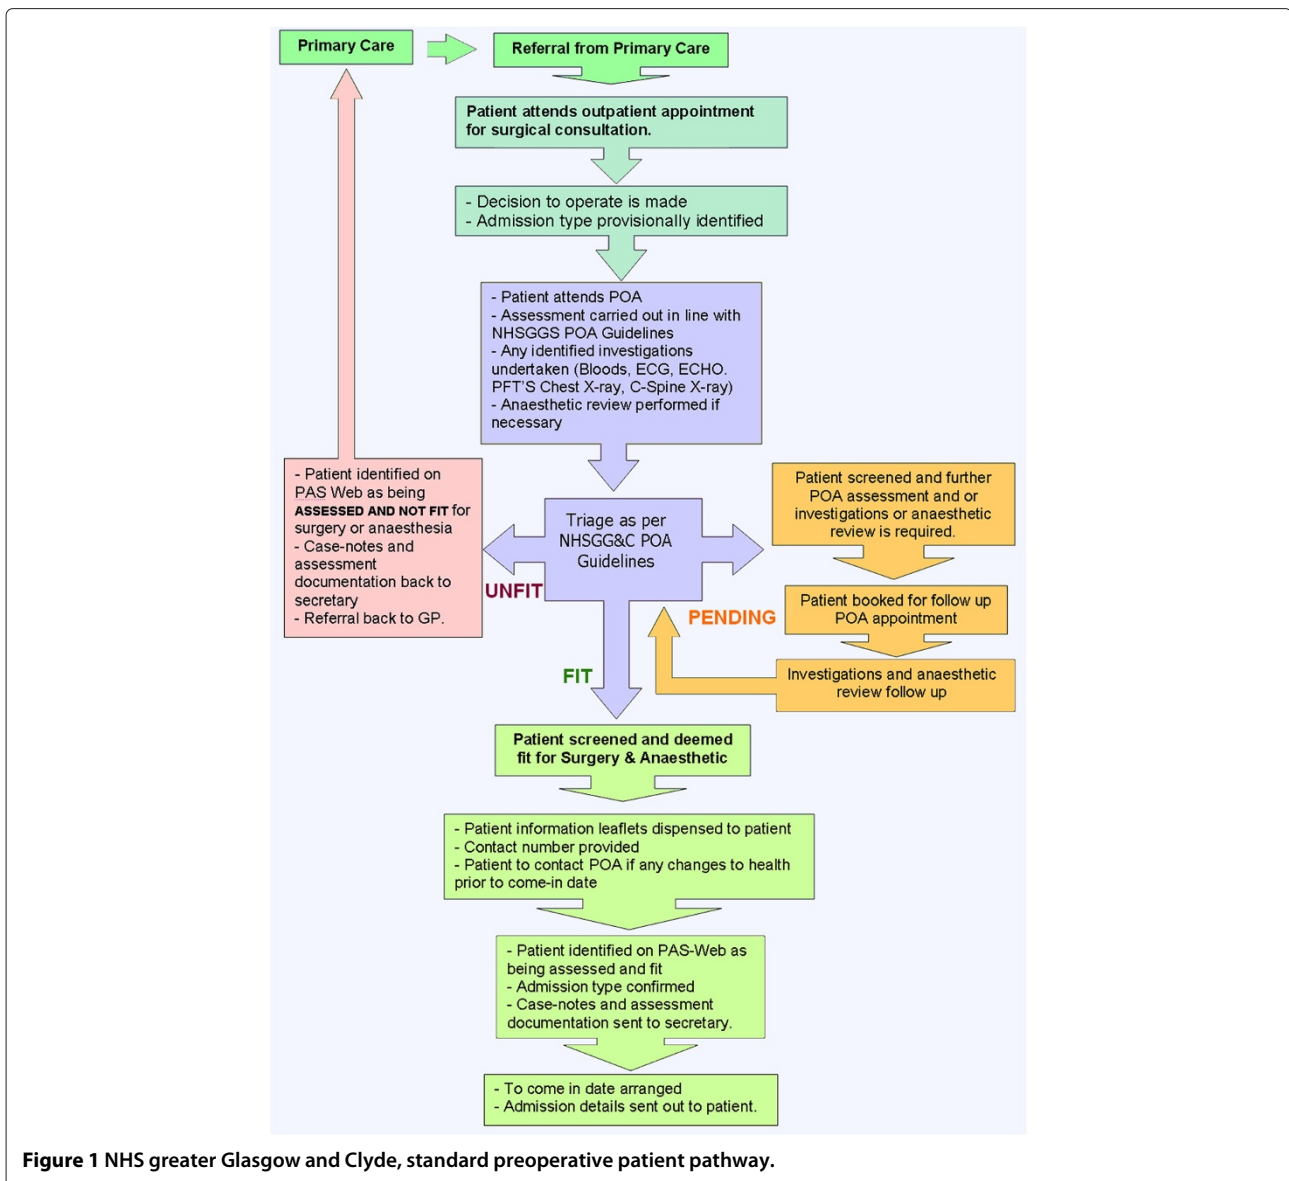 Primary Care
Referral from Primary Care
Patient attends outpatient appointment
for surgical consultation.
- Decision to operate is made
- Admission type provisionally identified
- Patient attends POA
- Assessment carried out in line with
NHSGGS POA Guidelines
- Any identified investigations
undertaken (Bloods, ECG, ECHO.
PFT'S Chest X-ray, C-Spine X-ray)
- Anaesthetic review performed if
necessary
- Patient identified on
PAS Web as being
ASSESSED AND NOT FIT for
surgery or anaesthesia
- Case-notes and
assessment
documentation back to
secretary
- Referral back to GP.
Triage as per
NHSGG&C POA
Guidelines
UNFIT
PENDING
FIT
Patient screened and further
POA assessment and or
investigations or anaesthetic
review is required.
Patient booked for follow up
POA appointment
Investigations and anaesthetic
review follow up
Patient screened and deemed
fit for Surgery & Anaesthetic
- Patient information leaflets dispensed to patient
- Contact number provided
- Patient to contact POA if any changes to health
prior to come-in date
- Patient identified on PAS-Web as
being assessed and fit
- Admission type confirmed
- Case-notes and assessment
documentation sent to secretary.
- To come in date arranged
- Admission details sent out to patient.
Figure 1 NHS greater Glasgow and Clyde, standard preoperative patient pathway.